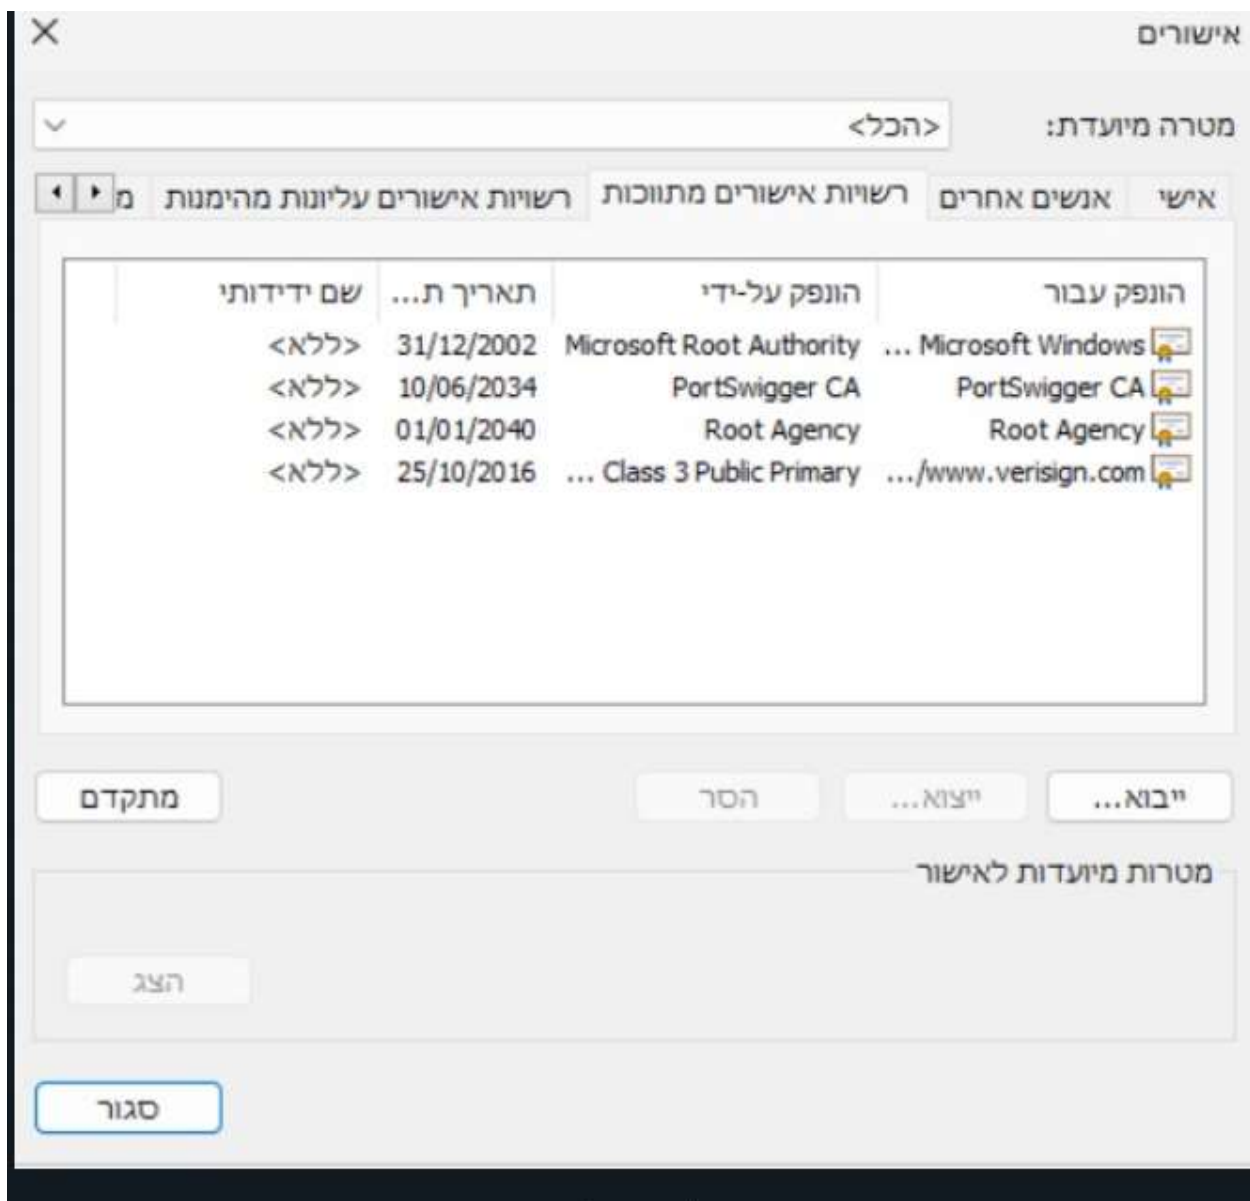 אישורים
מטרה מיועדת: <הכל>
אישי אנשים אחרים רשויות אישורים מתווכות רשויות אישורים עליונות מהימנות מ
הונפק עבור הונפק על-ידי תאריך ת... שם ידידותי
Microsoft Windows ... Microsoft Root Authority 31/12/2002 <ללא>
PortSwigger CA PortSwigger CA 10/06/2034 <ללא>
Root Agency Root Agency 01/01/2040 <ללא>
www.verisign.com/... Class 3 Public Primary ... 25/10/2016 <ללא>
ייבוא... ייצוא... הסר מתקדם
מטרות מיועדות לאישור
הצג
סגור